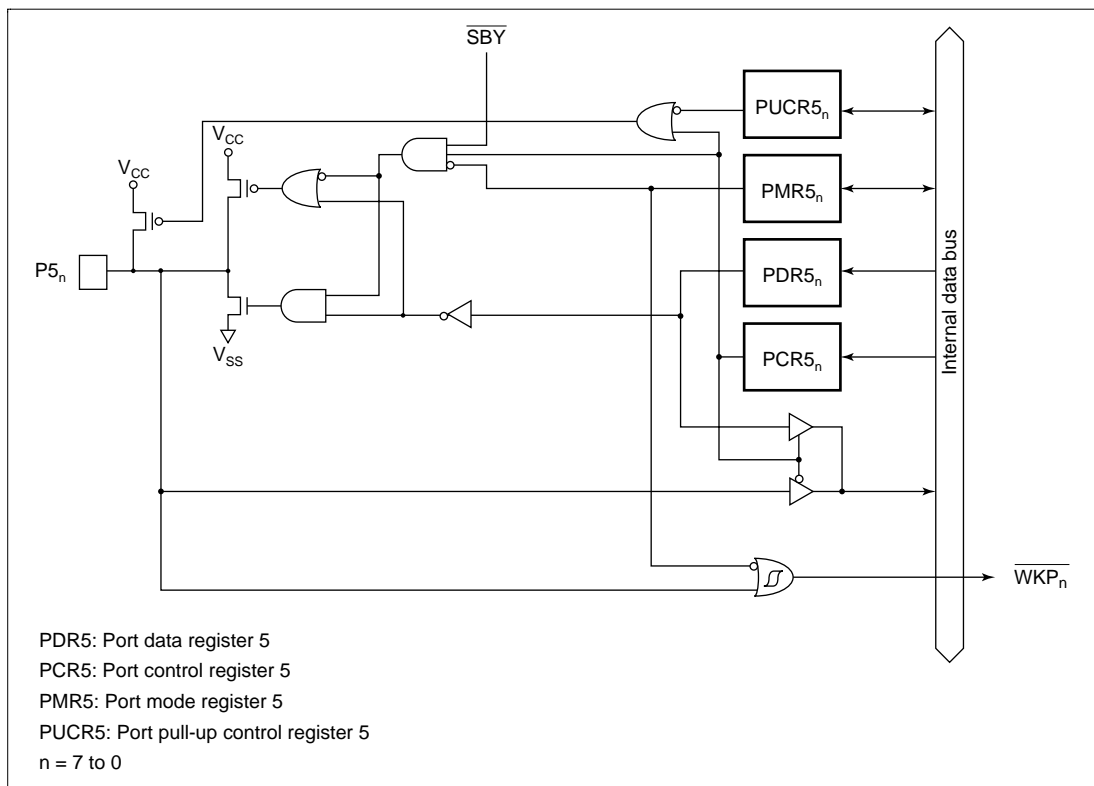 SBY
PUCR5n
VCC
VCC
PMR5n
P5n
PDR5n
VSS
PCR5n
Internal data bus
WKPn
PDR5: Port data register 5
PCR5: Port control register 5
PMR5: Port mode register 5
PUCR5: Port pull-up control register 5
n = 7 to 0